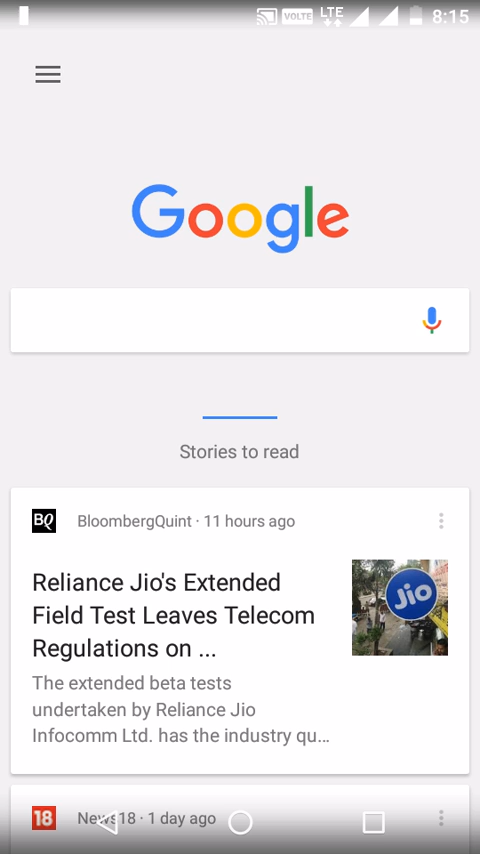 VOLTE LTE 8:15
Google
Stories to read
BQ BloombergQuint · 11 hours ago
Reliance Jio's Extended
Field Test Leaves Telecom
Regulations on ...
Jio
The extended beta tests
undertaken by Reliance Jio
Infocomm Ltd. has the industry qu...
18 News18 · 1 day ago